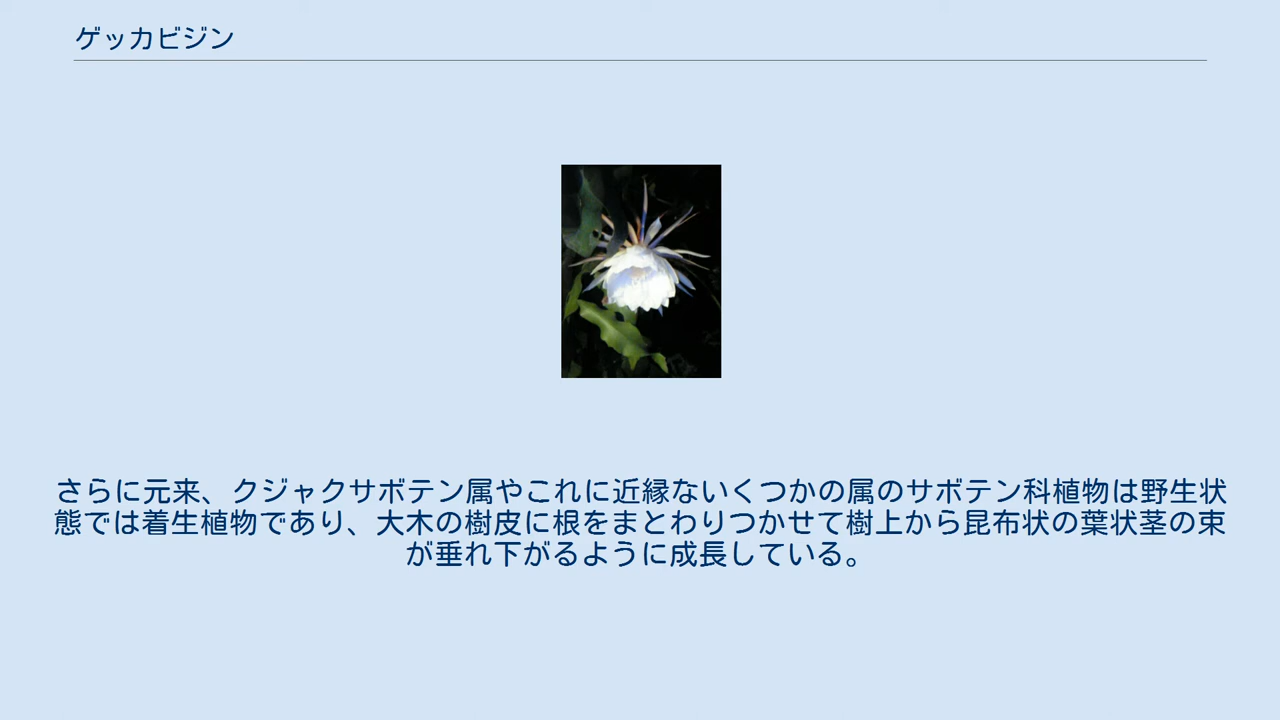 ゲッカビジン
さらに元来、クジャクサボテン属やこれに近縁ないくつかの属のサボテン科植物は野生状
態では着生植物であり、大木の樹皮に根をまとわりつかせて樹上から昆布状の葉状茎の束
が垂れ下がるように成長している。